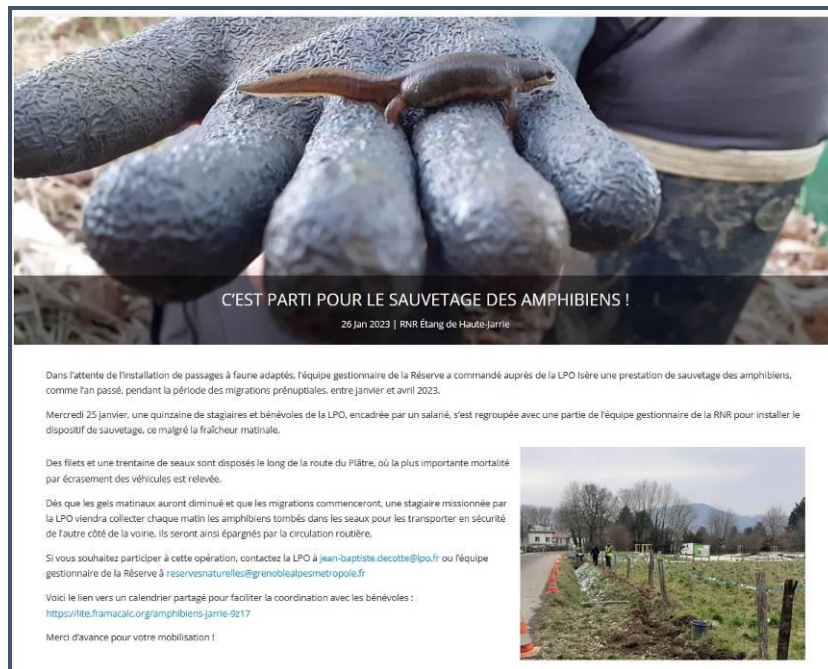 C'EST PARTI POUR LE SAUVETAGE DES AMPHIBIENS !
26 Jan 2023 | RNR Étang de Haute-Jarrie
Dans l'attente de l'installation de passages à faune adaptés, l'équipe gestionnaire de la Réserve a commandé auprès de la LPO Isère une prestation de sauvetage des amphibiens,
comme l'an passé, pendant la période des migrations prénuptiales, entre janvier et avril 2023.
Mercredi 25 janvier, une quinzaine de stagiaires et bénévoles de la LPO, encadrée par un salarié, s'est regroupée avec une partie de l'équipe gestionnaire de la RNR pour installer le
dispositif de sauvetage, ce malgré la fraîcheur matinale.
Des filets et une trentaine de seaux sont disposés le long de la route du Plâtre, où la plus importante mortalité
par écrasement des véhicules est relevée.
Dès que les gels matinaux auront diminué et que les migrations commenceront, une stagiaire missionnée par
la LPO viendra collecter chaque matin les amphibiens tombés dans les seaux pour les transporter en sécurité
de l'autre côté de la voirie. Ils seront ainsi épargnés par la circulation routière.
Si vous souhaitez participer à cette opération, contactez la LPO à jean-baptiste.decotte@lpo.fr ou l'équipe
gestionnaire de la Réserve à reservesnaturelles@grenoblealpesmetropole.fr
Voici le lien vers un calendrier partagé pour faciliter la coordination avec les bénévoles :
https://lite.framacalc.org/amphibiens-jarrie-9z17
Merci d'avance pour votre mobilisation !